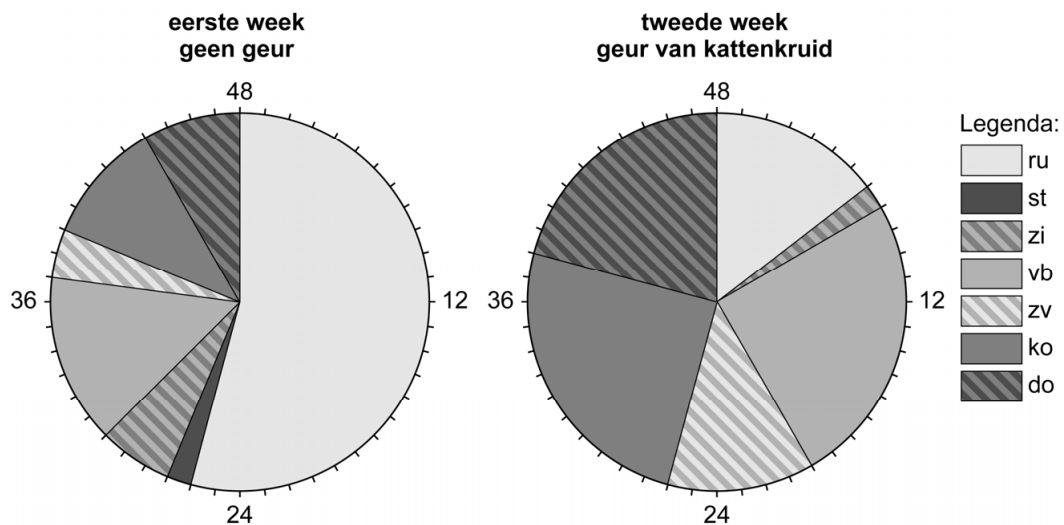 eerste week
geen geur
48
36
12
24
tweede week
geur van kattenkruid
48
36
12
24
Legenda:
ru
st
zi
vb
zv
ko
do